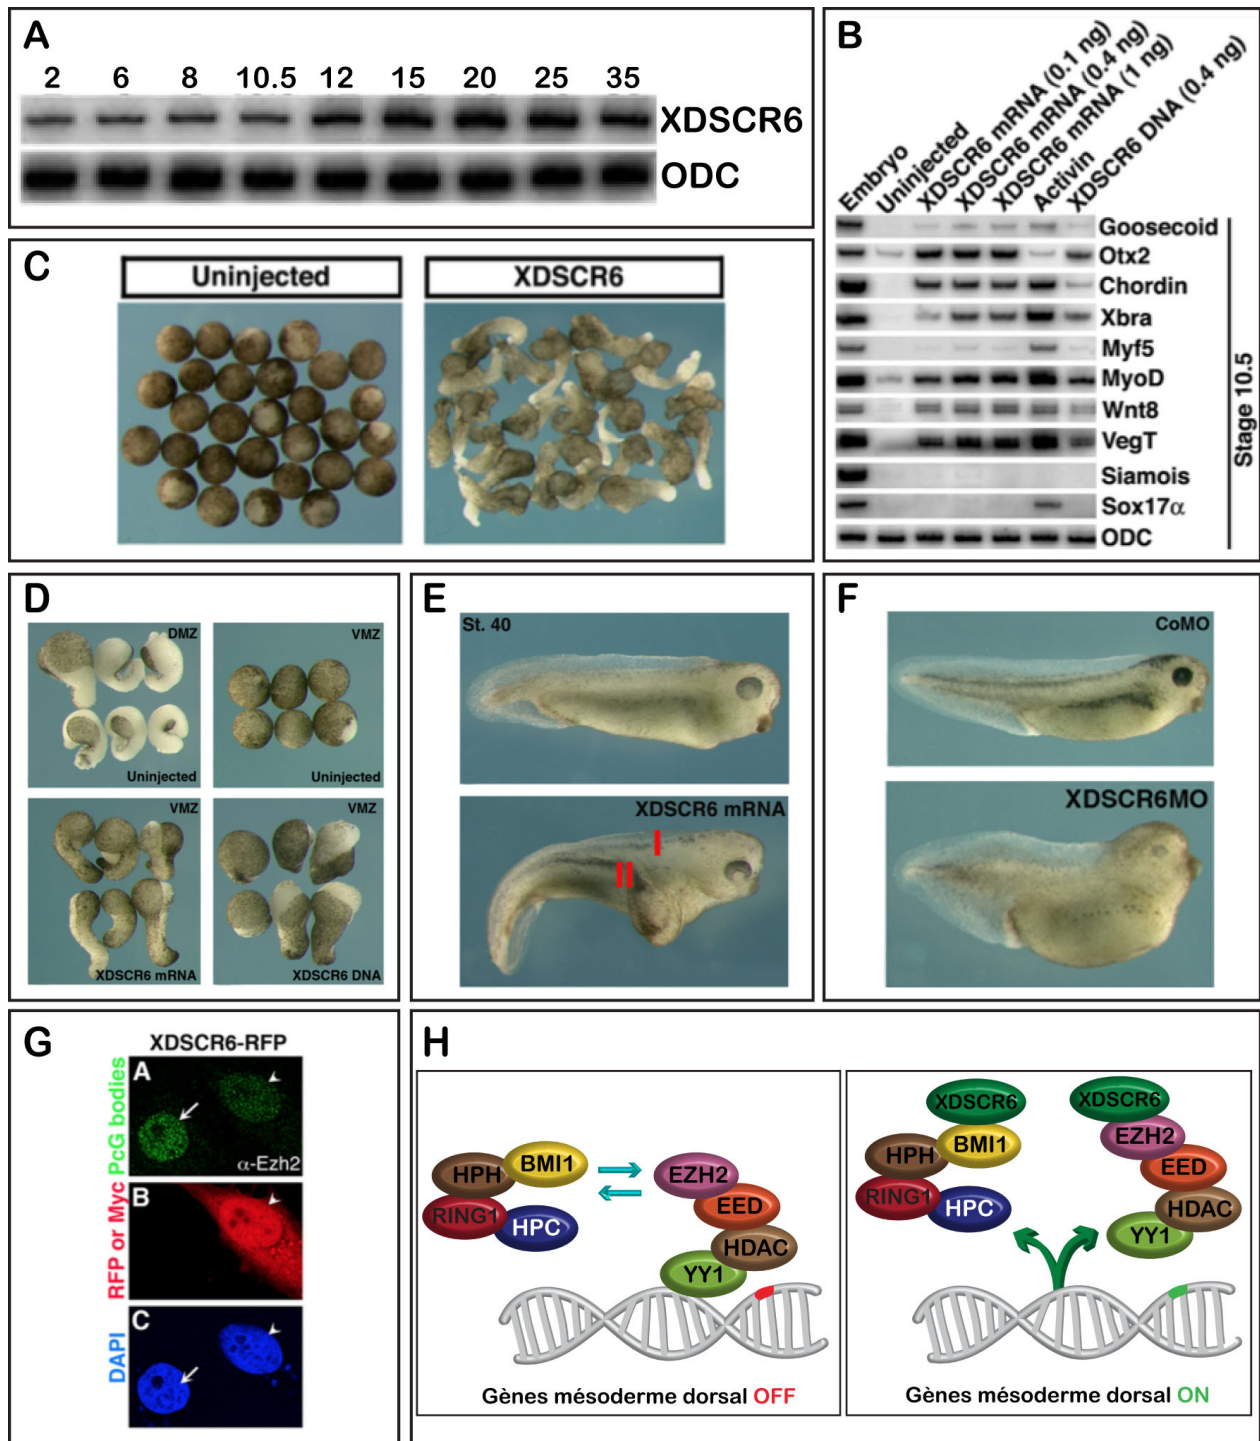 A
2 6 8 10.5 12 15 20 25 35
XDSCR6
ODC
B
Embryo
Uninjected
XDSCR6 mRNA (0.1 ng)
XDSCR6 mRNA (0.4 ng)
XDSCR6 mRNA (1 ng)
Activin
XDSCR6 DNA (0.4 ng)
Goosecoid
Otx2
Chordin
Xbra
Myf5
MyoD
Wnt8
VegT
Siamois
Sox17α
ODC
Stage 10.5
C
Uninjected
XDSCR6
D
DMZ
Uninjected
VMZ
Uninjected
VMZ
XDSCR6 mRNA
VMZ
XDSCR6 DNA
E
St. 40
XDSCR6 mRNA
I
II
F
CoMO
XDSCR6MO
G
XDSCR6-RFP
PcG bodies
A
α-Ezh2
RFP or Myc
B
DAPI
C
H
HPH
BMI1
RING1
HPC
EZH2
EED
HDAC
YY1
Gènes mésoderme dorsal OFF
XDSCR6
BMI1
HPH
RING1
HPC
XDSCR6
EZH2
EED
HDAC
YY1
Gènes mésoderme dorsal ON